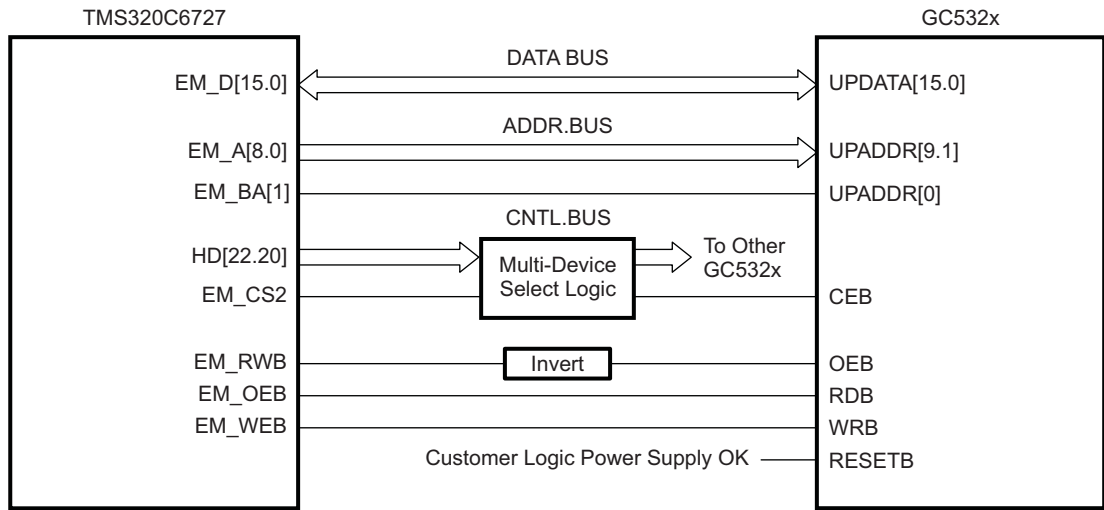 TMS320C6727
GC532x
DATA BUS
EM_D[15.0]
UPDATA[15.0]
ADDR.BUS
EM_A[8.0]
UPADDR[9.1]
EM_BA[1]
UPADDR[0]
CNTL.BUS
HD[22.20]
Multi-Device
Select Logic
To Other
GC532x
EM_CS2
CEB
EM_RWB
Invert
OEB
EM_OEB
RDB
EM_WEB
WRB
Customer Logic Power Supply OK
RESETB